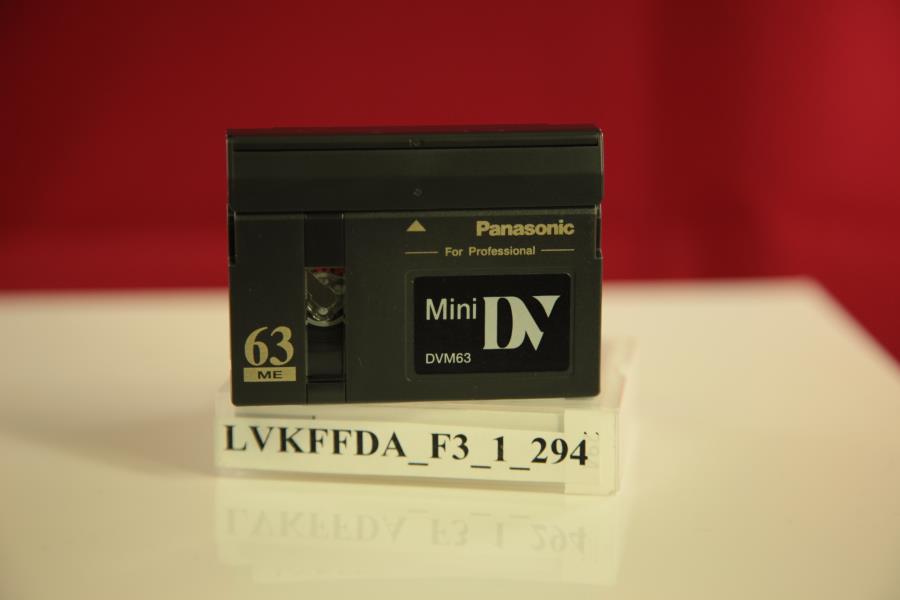 Panasonic
For Professional
Mini DV
DVM63
63
ME
LVKFFDA_F3_1_294